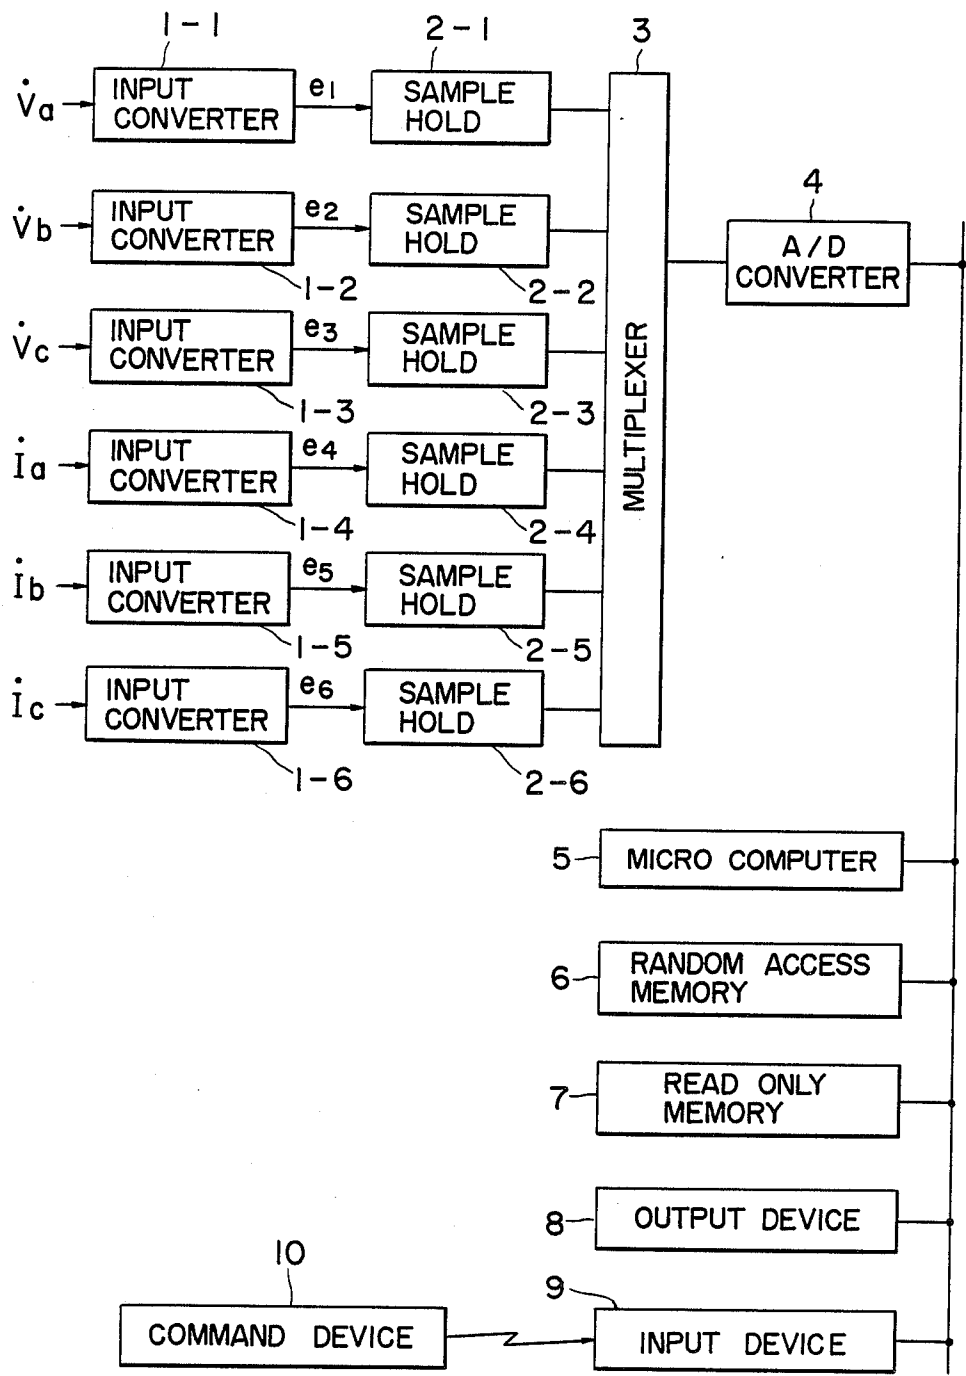 1-1
2-1
3
V̇a
INPUT
CONVERTER
e1
SAMPLE
HOLD
V̇b
INPUT
CONVERTER
e2
SAMPLE
HOLD
1-2
2-2
4
A/D
CONVERTER
V̇c
INPUT
CONVERTER
e3
SAMPLE
HOLD
1-3
2-3
MULTIPLEXER
İa
INPUT
CONVERTER
e4
SAMPLE
HOLD
1-4
2-4
İb
INPUT
CONVERTER
e5
SAMPLE
HOLD
1-5
2-5
İc
INPUT
CONVERTER
e6
SAMPLE
HOLD
1-6
2-6
5
MICRO COMPUTER
6
RANDOM ACCESS
MEMORY
7
READ ONLY
MEMORY
8
OUTPUT DEVICE
10
COMMAND DEVICE
9
INPUT DEVICE